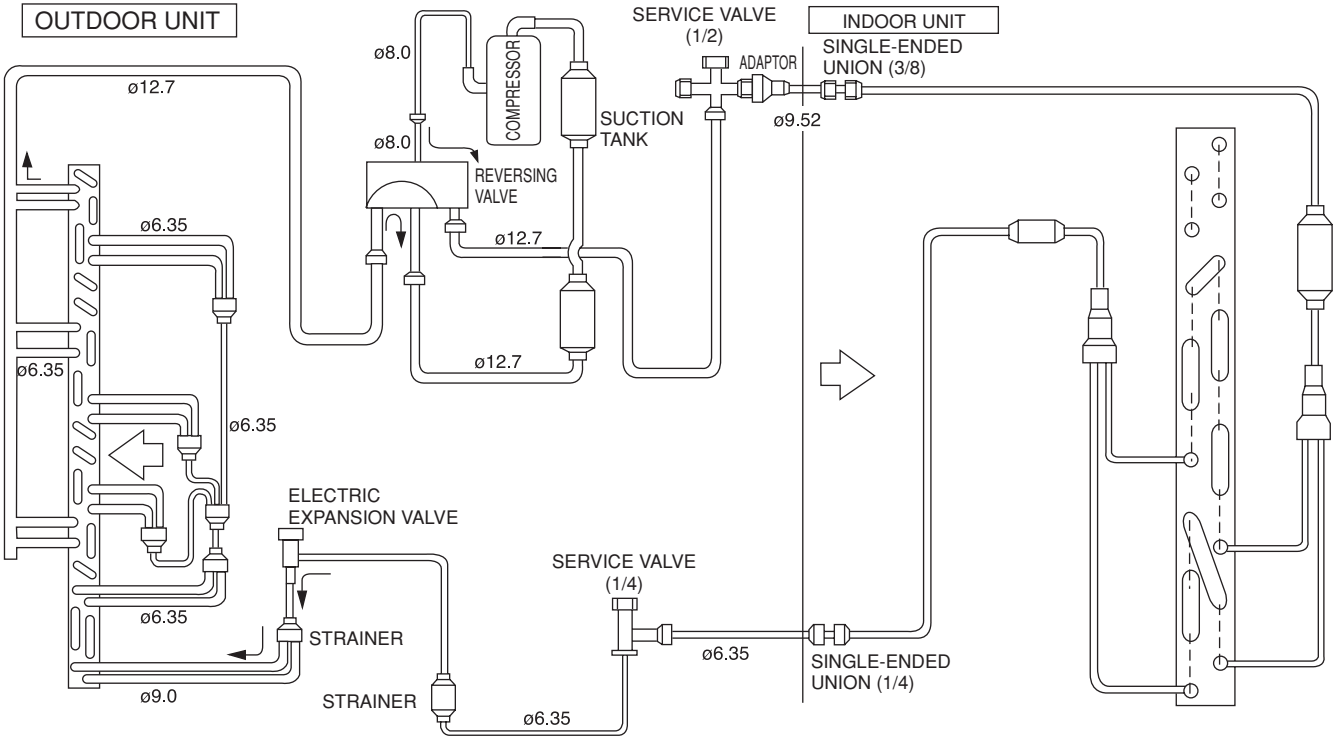 OUTDOOR UNIT
SERVICE VALVE
(1/2)
INDOOR UNIT
SINGLE-ENDED
UNION (3/8)
ADAPTOR
ø8.0
COMPRESSOR
ø12.7
ø9.52
SUCTION
TANK
ø8.0
REVERSING
VALVE
ø6.35
ø12.7
ø12.7
ø6.35
ø6.35
ELECTRIC
EXPANSION VALVE
SERVICE VALVE
(1/4)
ø6.35
STRAINER
ø6.35
SINGLE-ENDED
UNION (1/4)
ø9.0
STRAINER
ø6.35